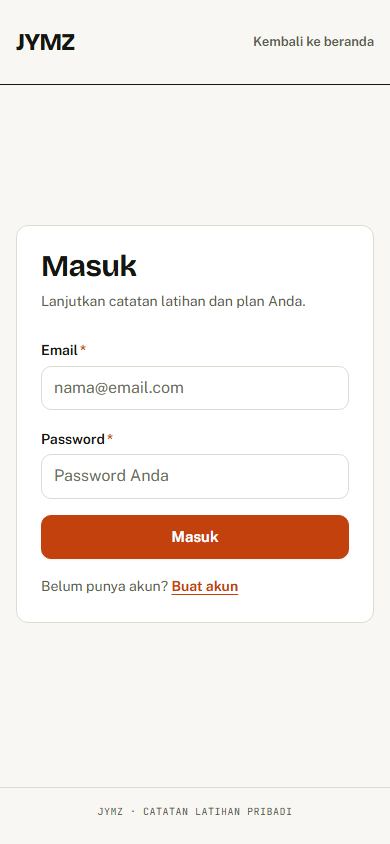 JYMZ
Kembali ke beranda
Masuk
Lanjutkan catatan latihan dan plan Anda.
Email *
nama@email.com
Password *
Password Anda
Masuk
Belum punya akun? Buat akun
JYMZ · CATATAN LATIHAN PRIBADI